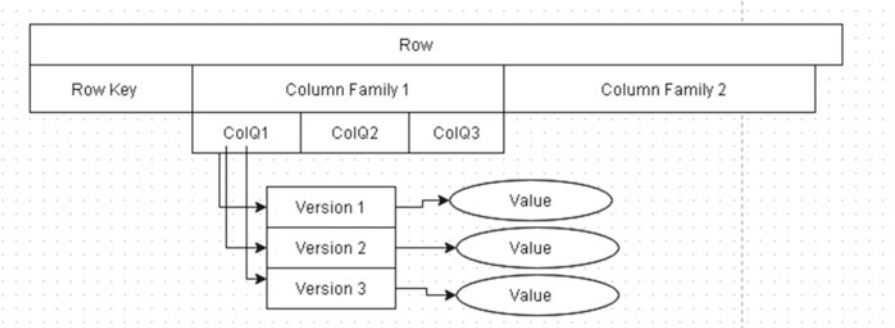 Row
Row Key Column Family 1 Column Family 2
ColQ1 ColQ2 ColQ3
Version 1 Value
Version 2 Value
Version 3 Value